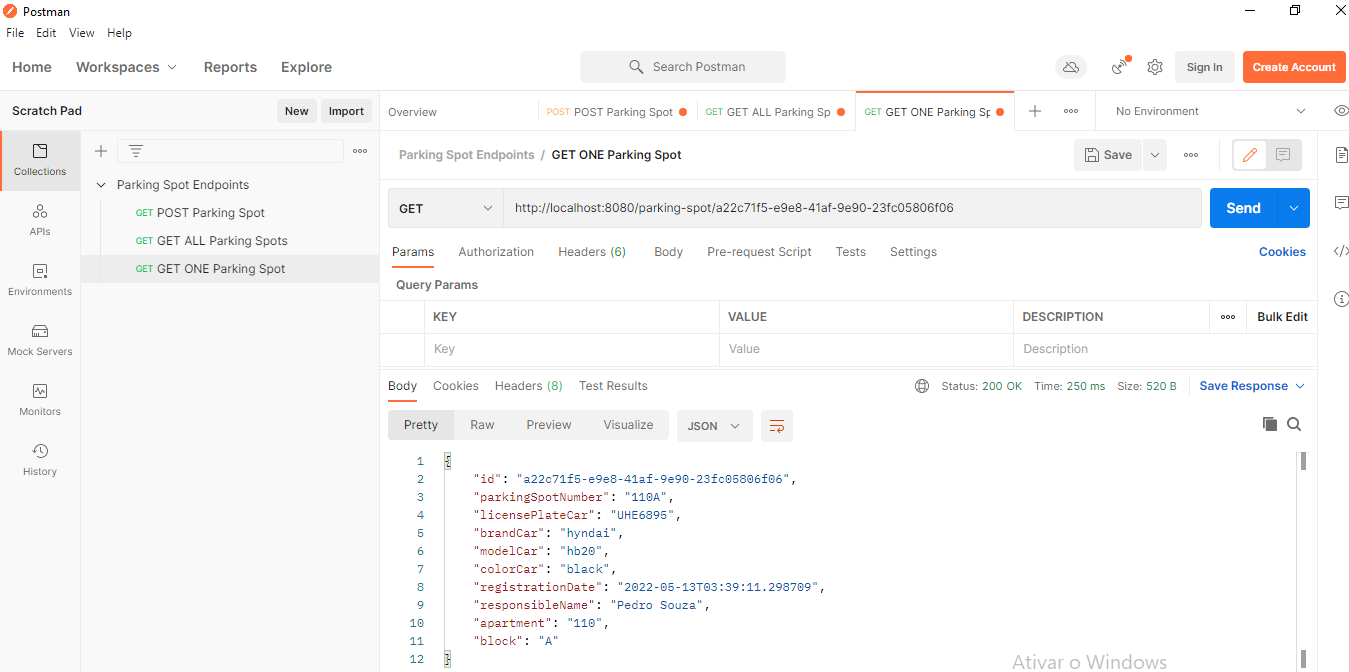 Postman
File Edit View Help
Home Workspaces Reports Explore Search Postman Sign In Create Account
Scratch Pad New Import Overview POST POST Parking Spot GET GET ALL Parking Sp GET GET ONE Parking Sp No Environment
Collections
APIs
Environments
Mock Servers
Monitors
History
Parking Spot Endpoints
GET POST Parking Spot
GET GET ALL Parking Spots
GET GET ONE Parking Spot
Parking Spot Endpoints / GET ONE Parking Spot Save
GET http://localhost:8080/parking-spot/a22c71f5-e9e8-41af-9e90-23fc05806f06 Send
Params Authorization Headers (6) Body Pre-request Script Tests Settings Cookies
Query Params
KEY VALUE DESCRIPTION Bulk Edit
Key Value Description
Body Cookies Headers (8) Test Results Status: 200 OK Time: 250 ms Size: 520 B Save Response
Pretty Raw Preview Visualize JSON
1 {
2 "id": "a22c71f5-e9e8-41af-9e90-23fc05806f06",
3 "parkingSpotNumber": "110A",
4 "licensePlateCar": "UHE6895",
5 "brandCar": "hyndai",
6 "modelCar": "hb20",
7 "colorCar": "black",
8 "registrationDate": "2022-05-13T03:39:11.298709",
9 "responsibleName": "Pedro Souza",
10 "apartment": "110",
11 "block": "A"
12 }
Ativar o Windows